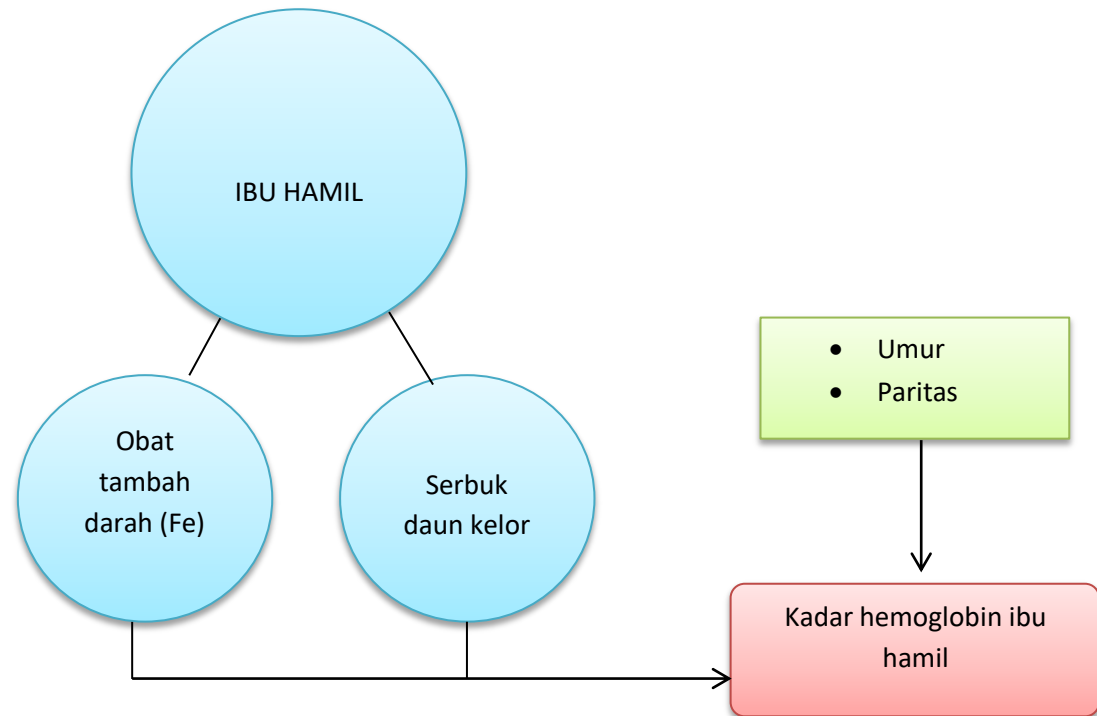 IBU HAMIL
• Umur
• Paritas
Obat
tambah
darah (Fe)
Serbuk
daun kelor
Kadar hemoglobin ibu
hamil